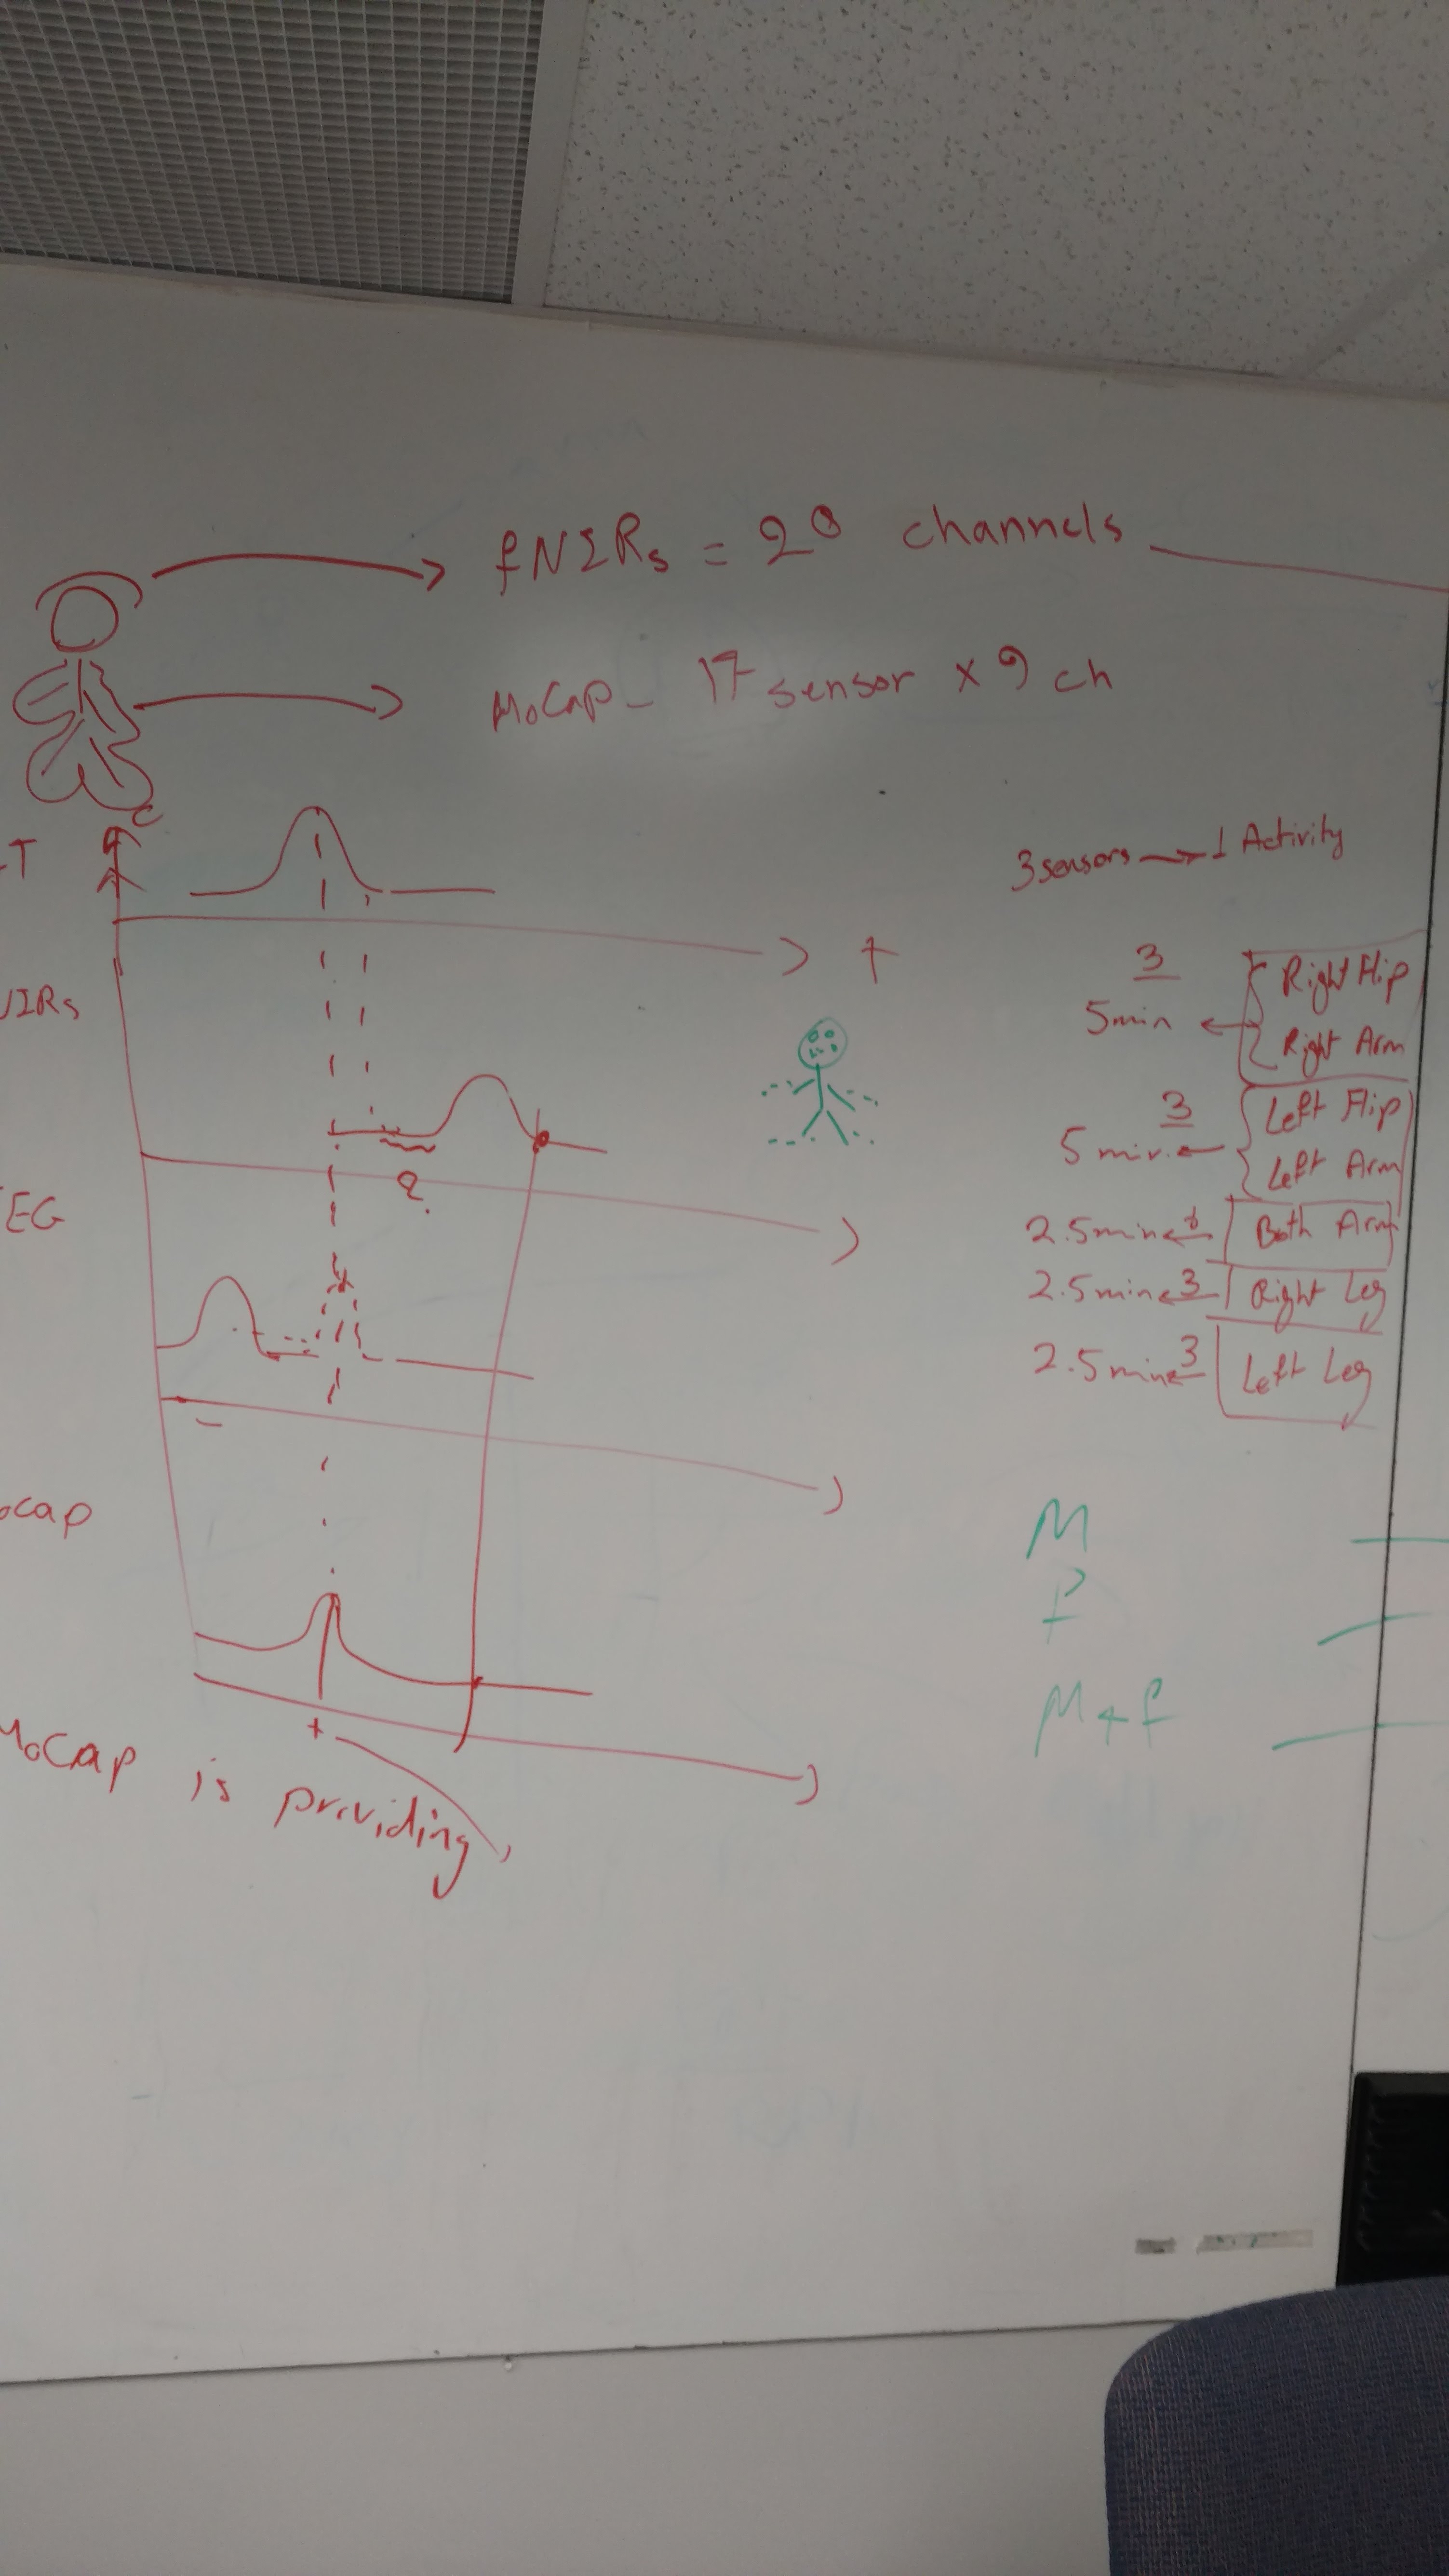 fNIRs = 20 channels
MoCap - 17 sensor x 9 ch
T
3 sensors → 1 Activity
3
Right Flip
5min ←
Right Arm
IRs
3
Left Flip
5 min. ←
Left Arm
?
EG
2.5min ← Both Arm
2.5min ← 3 Right Leg
2.5min ← 3 Left Leg
ocap
M
F
M + f
MoCap is providing